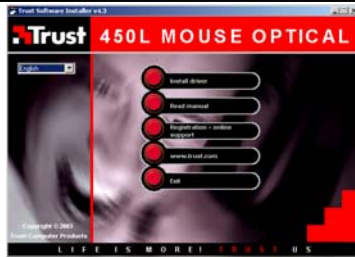 Trust Software Installer v4.3
Trust 450L MOUSE OPTICAL
English
Install driver
Read manual
Registration + online
support
www.trust.com
Exit
Copyright © 2003
Trust Computer Products
LIFE IS MORE! TRUST US